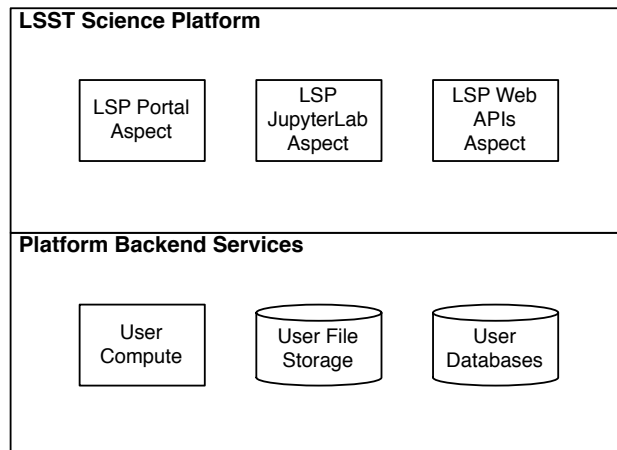 LSST Science Platform
LSP Portal
Aspect
LSP
JupyterLab
Aspect
LSP Web
APIs
Aspect
Platform Backend Services
User
Compute
User File
Storage
User
Databases